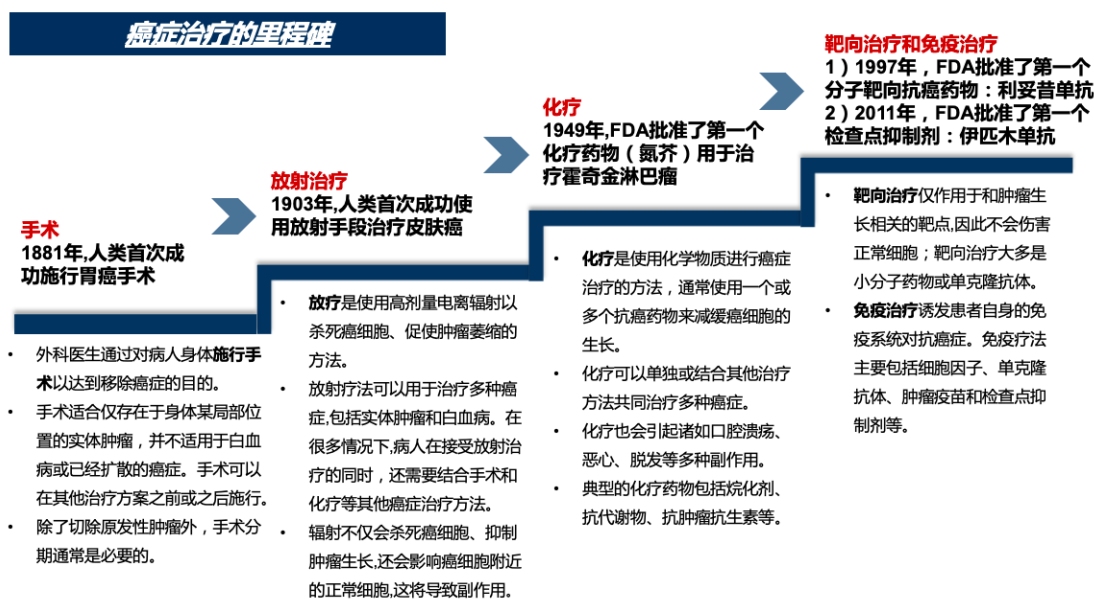 癌症治疗的里程碑
手术
1881年,人类首次成
功施行胃癌手术
• 外科医生通过对病人身体施行手
术以达到移除癌症的目的。
• 手术适合仅存在于身体某局部位
置的实体肿瘤，并不适用于白血
病或已经扩散的癌症。手术可以
在其他治疗方案之前或之后施行。
• 除了切除原发性肿瘤外，手术分
期通常是必要的。
放射治疗
1903年,人类首次成功使
用放射手段治疗皮肤癌
• 放疗是使用高剂量电离辐射以
杀死癌细胞、促使肿瘤萎缩的
方法。
• 放射疗法可以用于治疗多种癌
症,包括实体肿瘤和白血病。在
很多情况下,病人在接受放射治
疗的同时，还需要结合手术和
化疗等其他癌症治疗方法。
• 辐射不仅会杀死癌细胞、抑制
肿瘤生长,还会影响癌细胞附近
的正常细胞,这将导致副作用。
化疗
1949年,FDA批准了第一个
化疗药物（氮芥）用于治
疗霍奇金淋巴瘤
• 化疗是使用化学物质进行癌症
治疗的方法，通常使用一个或
多个抗癌药物来减缓癌细胞的
生长。
• 化疗可以单独或结合其他治疗
方法共同治疗多种癌症。
• 化疗也会引起诸如口腔溃疡、
恶心、脱发等多种副作用。
• 典型的化疗药物包括烷化剂、
抗代谢物、抗肿瘤抗生素等。
靶向治疗和免疫治疗
1）1997年，FDA批准了第一个
分子靶向抗癌药物：利妥昔单抗
2）2011年，FDA批准了第一个
检查点抑制剂：伊匹木单抗
• 靶向治疗仅作用于和肿瘤生
长相关的靶点,因此不会伤害
正常细胞；靶向治疗大多是
小分子药物或单克隆抗体。
• 免疫治疗诱发患者自身的免
疫系统对抗癌症。免疫疗法
主要包括细胞因子、单克隆
抗体、肿瘤疫苗和检查点抑
制剂等。